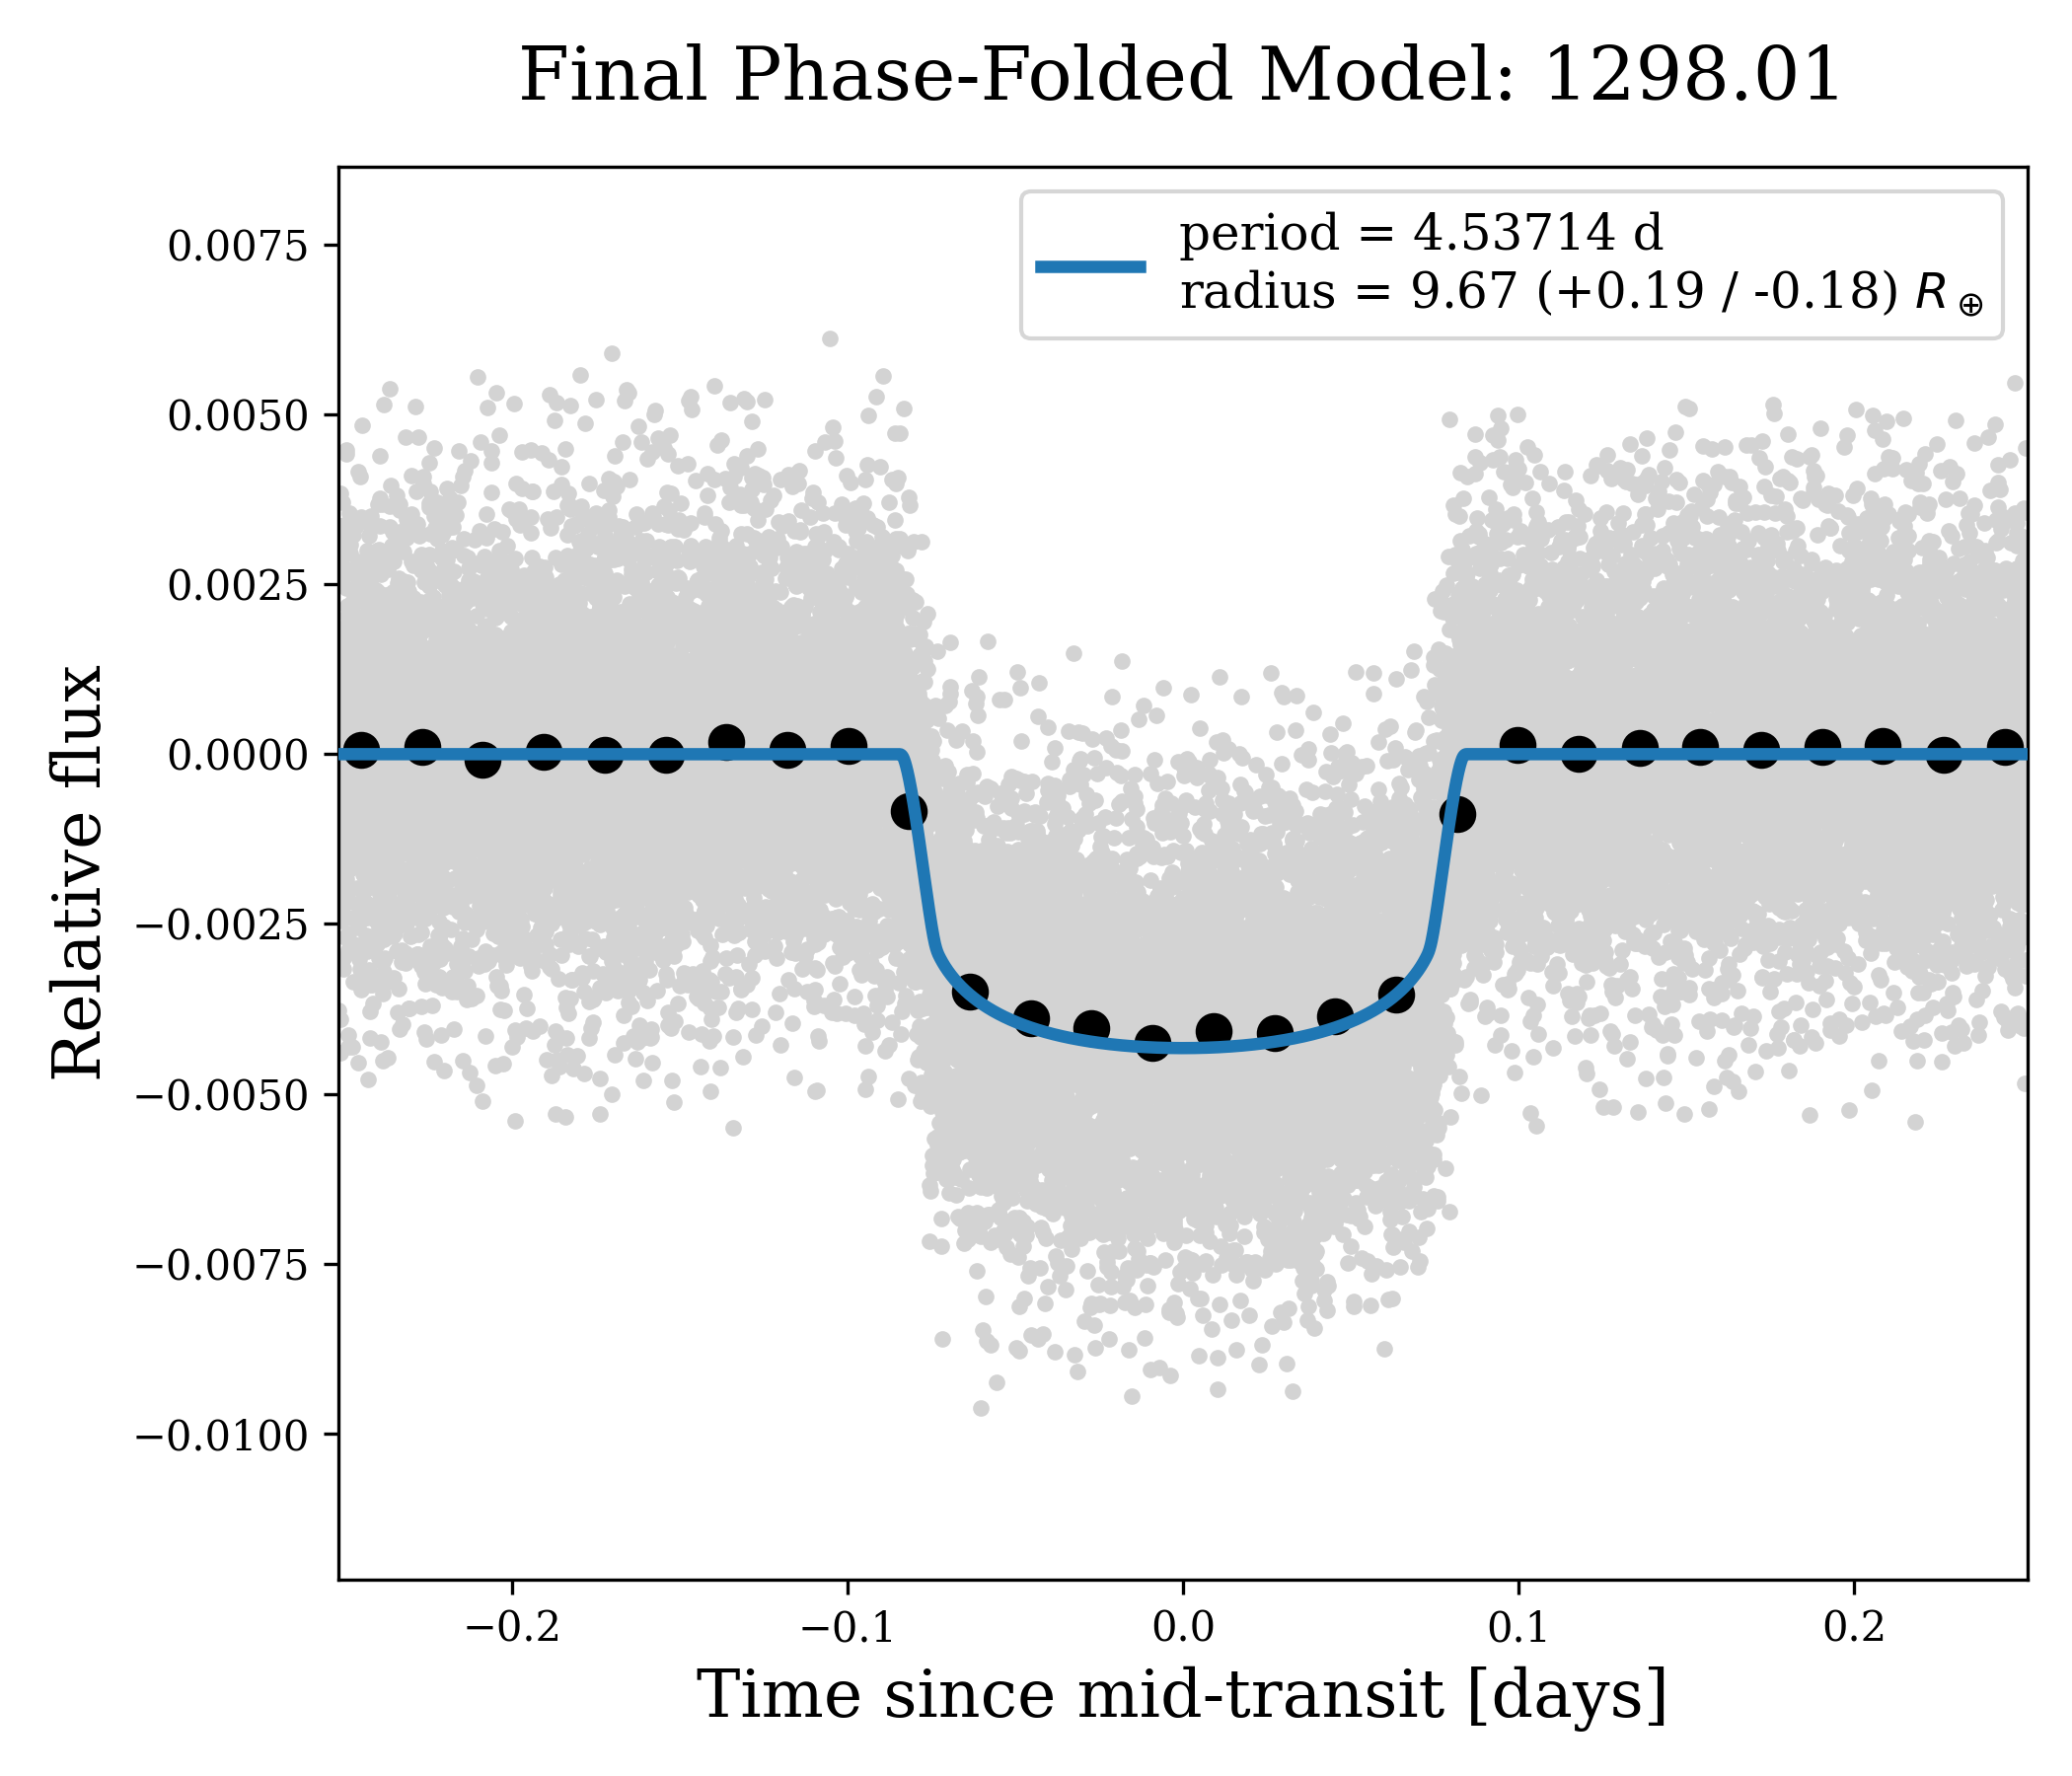 Final Phase-Folded Model: 1298.01
period = 4.53714 d
radius = 9.67 (+0.19 / -0.18) R⊕
0.0075
0.0050
0.0025
0.0000
−0.0025
−0.0050
−0.0075
−0.0100
Relative flux
−0.2 −0.1 0.0 0.1 0.2
Time since mid-transit [days]